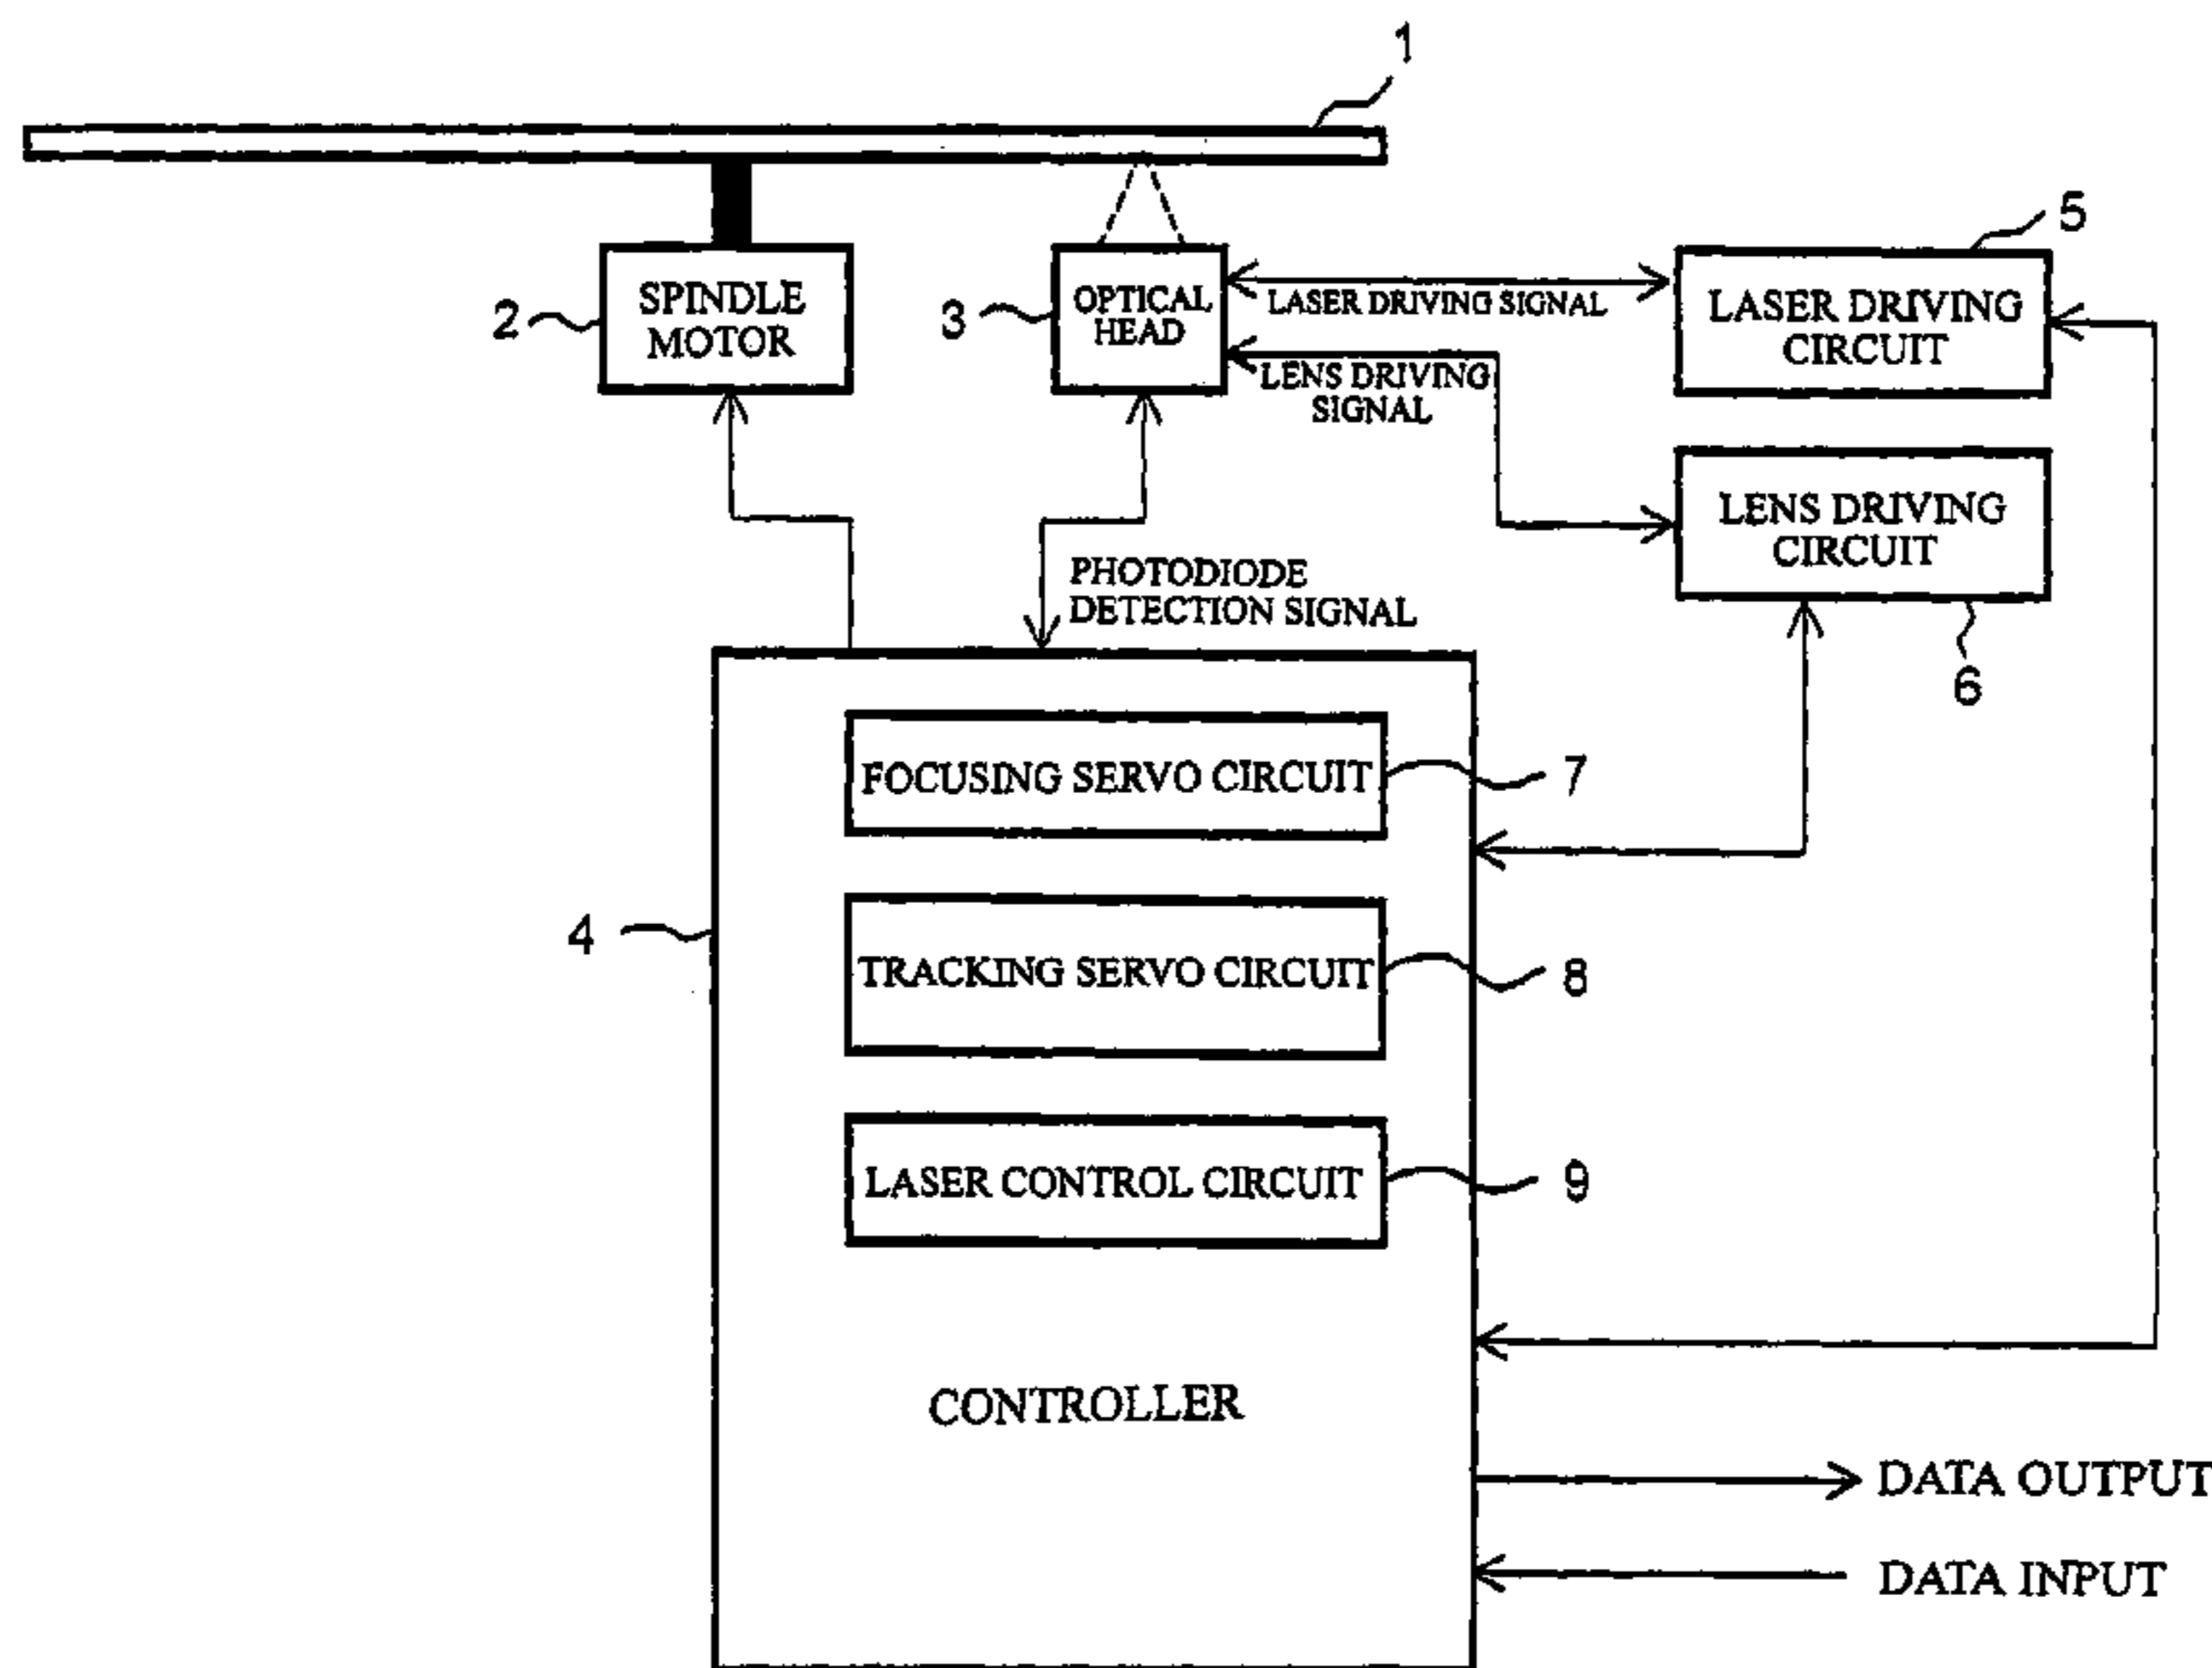 1
SPINDLE
MOTOR
2
OPTICAL
HEAD
3
LASER DRIVING SIGNAL
LENS DRIVING
SIGNAL
LASER DRIVING
CIRCUIT
5
LENS DRIVING
CIRCUIT
6
PHOTODIODE
DETECTION SIGNAL
4
FOCUSING SERVO CIRCUIT
7
TRACKING SERVO CIRCUIT
8
LASER CONTROL CIRCUIT
9
CONTROLLER
DATA OUTPUT
DATA INPUT